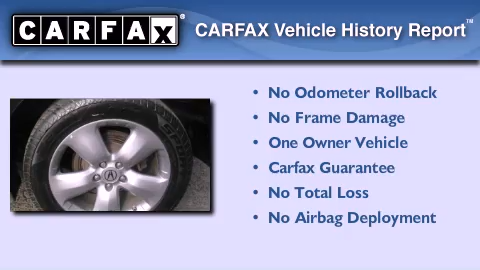 CARFAX® CARFAX Vehicle History Report™
• No Odometer Rollback
• No Frame Damage
• One Owner Vehicle
• Carfax Guarantee
• No Total Loss
• No Airbag Deployment